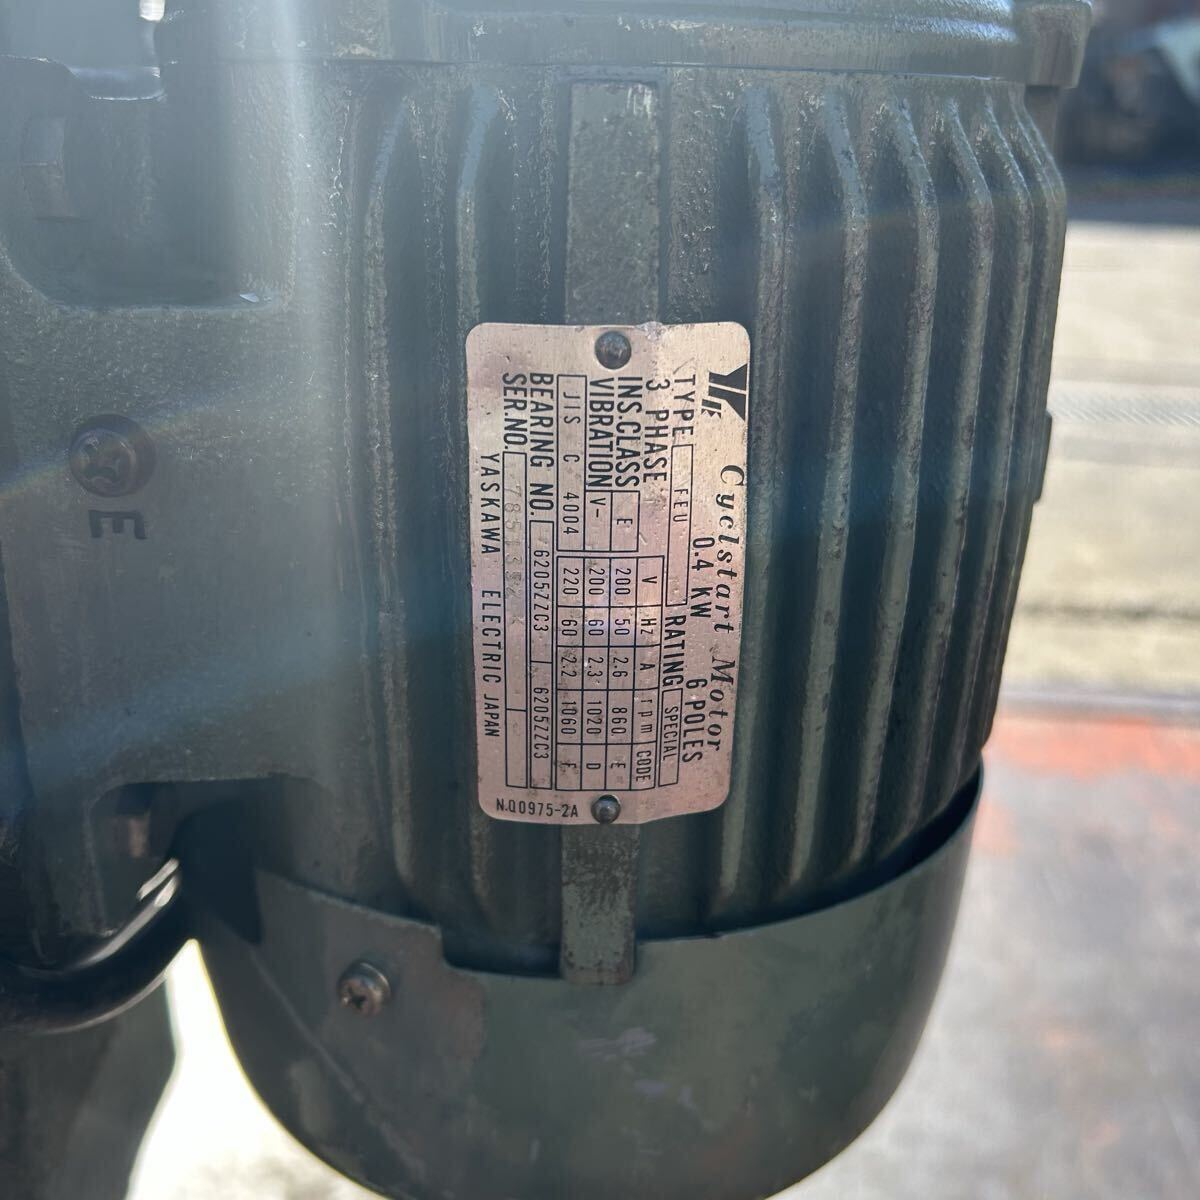 Cyclstart Motor
0.4 KW 6 POLES
TYPE FEU RATING SPECIAL
3 PHASE V Hz A rpm CODE
INS.CLASS E 200 50 2.6 860 E
VIBRATION V- 200 60 2.3 1020 D
JIS C 4004 220 60 2.2 1060 E
BEARING NO. 6205ZZC3 6205ZZC3
SER.NO.
YASKAWA ELECTRIC JAPAN
N.00975-2A
E